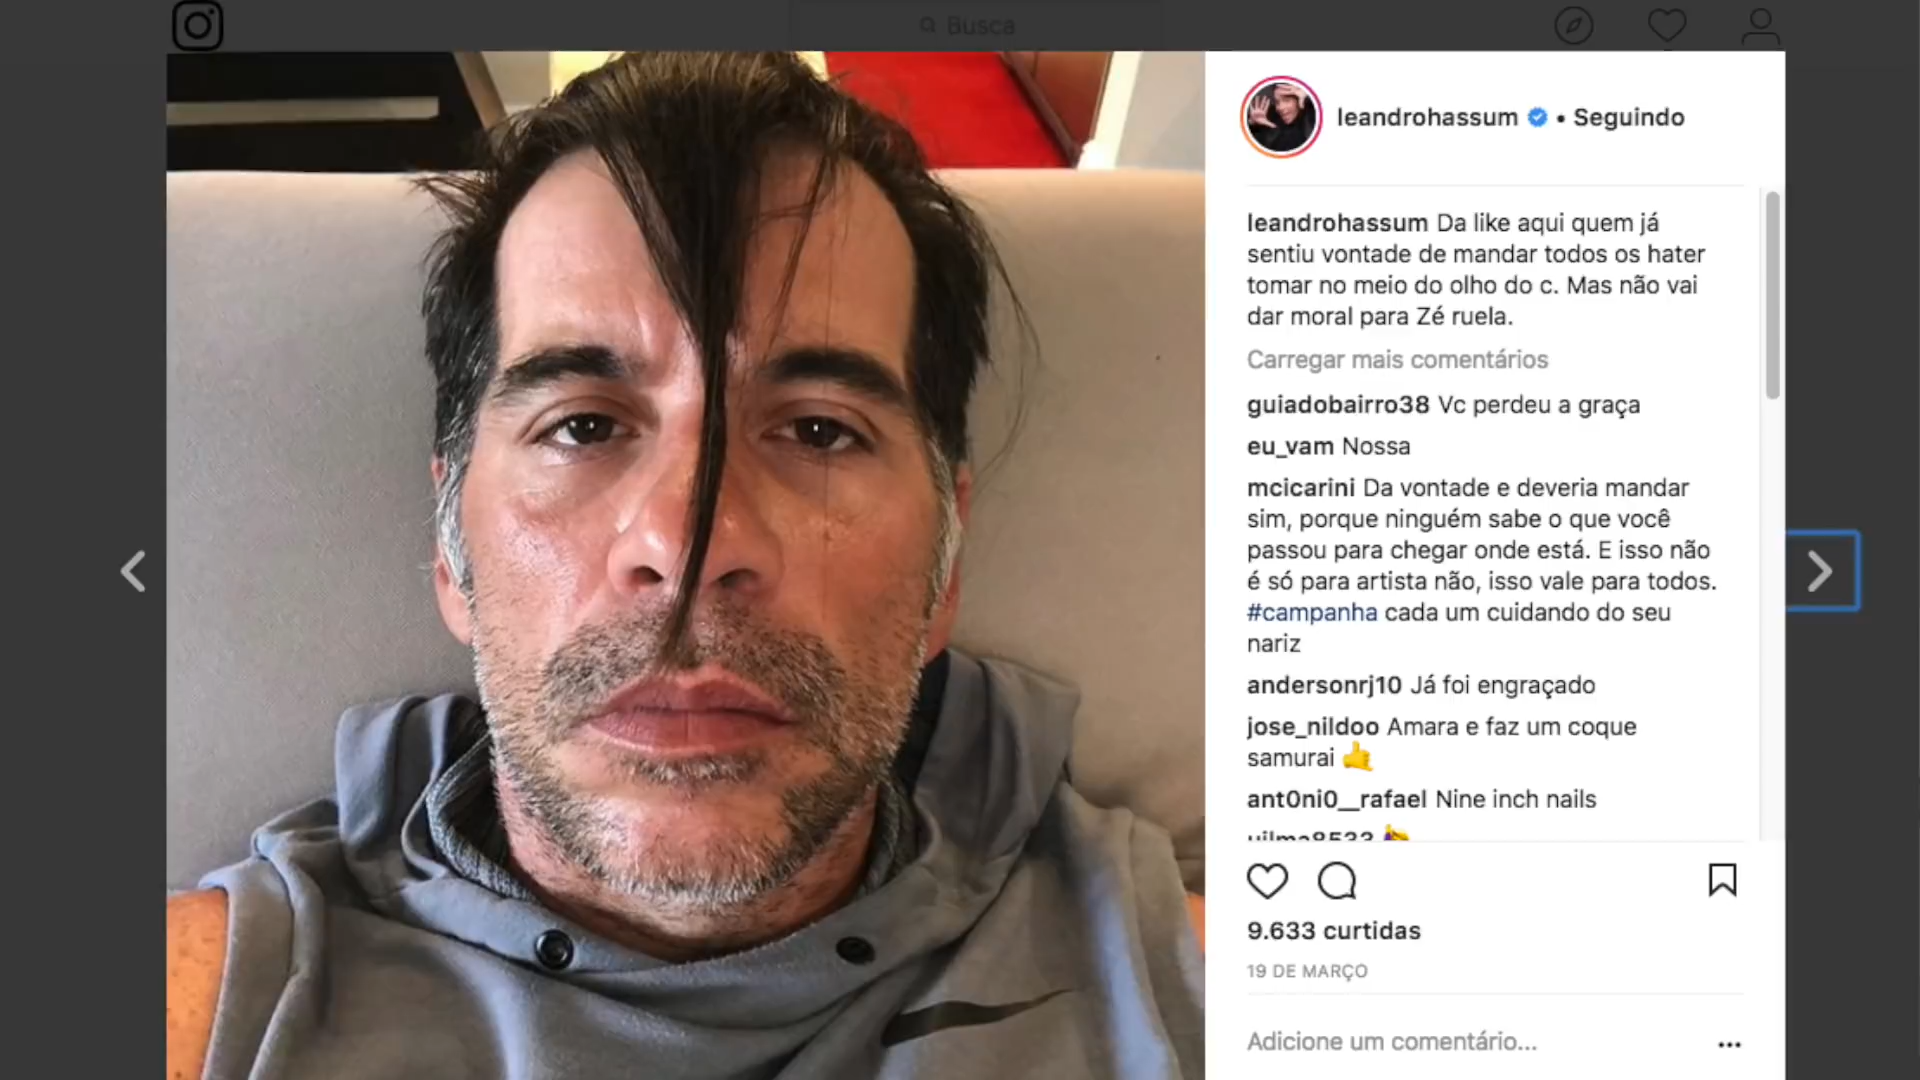 Busca
leandrohassum • Seguindo
leandrohassum Da like aqui quem já
sentiu vontade de mandar todos os hater
tomar no meio do olho do c. Mas não vai
dar moral para Zé ruela.
Carregar mais comentários
guiadobairro38 Vc perdeu a graça
eu_vam Nossa
mcicarini Da vontade e deveria mandar
sim, porque ninguém sabe o que você
passou para chegar onde está. E isso não
é só para artista não, isso vale para todos.
#campanha cada um cuidando do seu
nariz
andersonrj10 Já foi engraçado
jose_nildoo Amara e faz um coque
samurai 🤙
ant0ni0__rafael Nine inch nails
9.633 curtidas
19 DE MARÇO
Adicione um comentário...